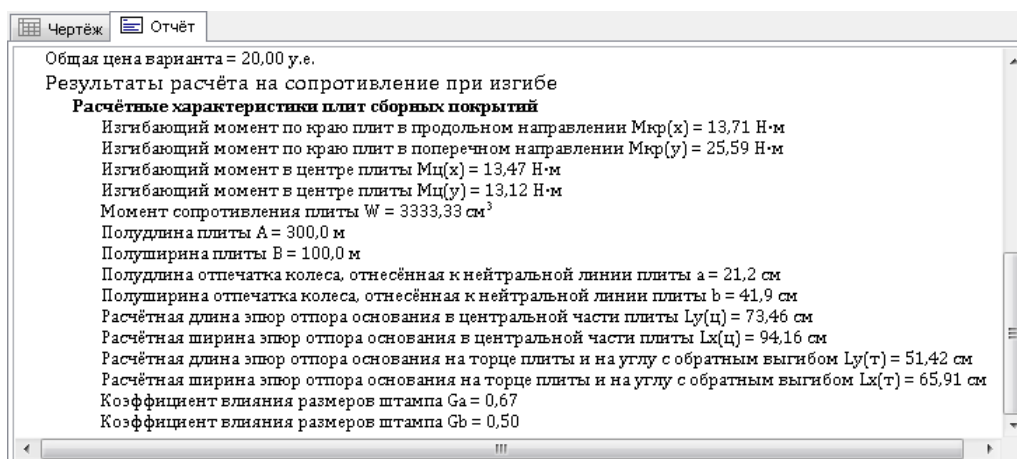 Чертёж Отчёт
Общая цена варианта = 20,00 у.е.
Результаты расчёта на сопротивление при изгибе
Расчётные характеристики плит сборных покрытий
Изгибающий момент по краю плит в продольном направлении Мкр(x) = 13,71 Н·м
Изгибающий момент по краю плит в поперечном направлении Мкр(y) = 25,59 Н·м
Изгибающий момент в центре плиты Мц(x) = 13,47 Н·м
Изгибающий момент в центре плиты Мц(y) = 13,12 Н·м
Момент сопротивления плиты W = 3333,33 см³
Полудлина плиты A = 300,0 м
Полуширина плиты B = 100,0 м
Полудлина отпечатка колеса, отнесённая к нейтральной линии плиты a = 21,2 см
Полуширина отпечатка колеса, отнесённая к нейтральной линии плиты b = 41,9 см
Расчётная длина эпюр отпора основания в центральной части плиты Ly(ц) = 73,46 см
Расчётная ширина эпюр отпора основания в центральной части плиты Lx(ц) = 94,16 см
Расчётная длина эпюр отпора основания на торце плиты и на углу с обратным выгибом Ly(т) = 51,42 см
Расчётная ширина эпюр отпора основания на торце плиты и на углу с обратным выгибом Lx(т) = 65,91 см
Коэффициент влияния размеров штампа Ga = 0,67
Коэффициент влияния размеров штампа Gb = 0,50